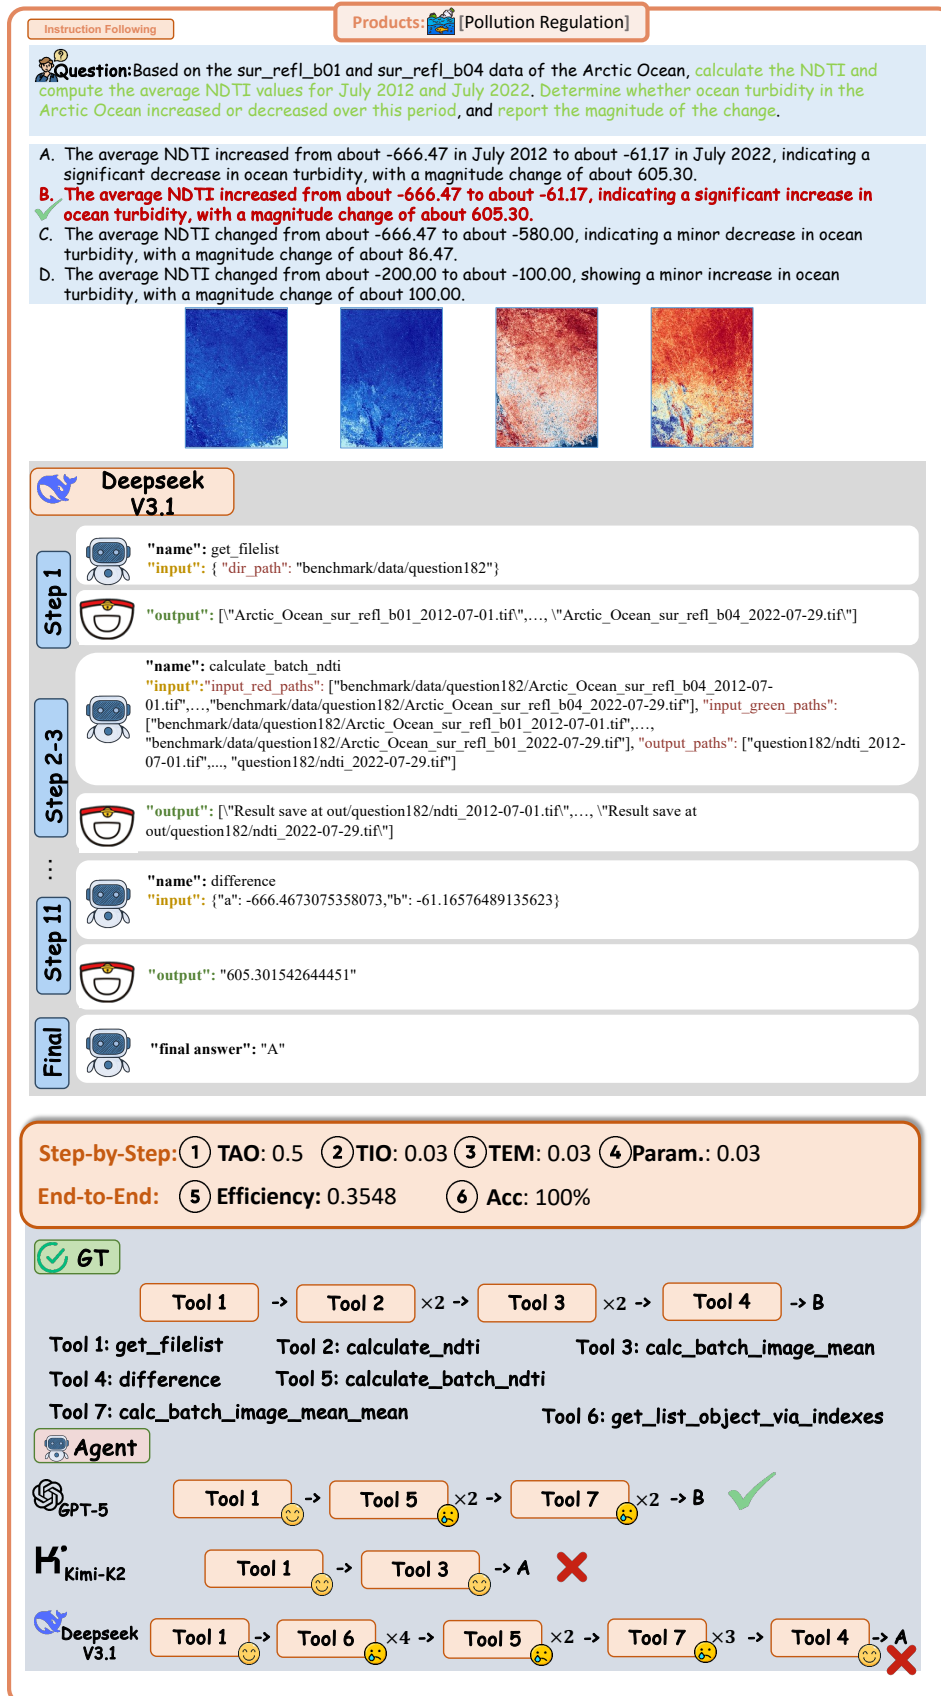 Products: [Pollution Regulation]
Instruction Following
Question:Based on the sur_refl_b01 and sur_refl_b04 data of the Arctic Ocean, calculate the NDTI and
compute the average NDTI values for July 2012 and July 2022. Determine whether ocean turbidity in the
Arctic Ocean increased or decreased over this period, and report the magnitude of the change.
A. The average NDTI increased from about -666.47 in July 2012 to about -61.17 in July 2022, indicating a
significant decrease in ocean turbidity, with a magnitude change of about 605.30.
B. The average NDTI increased from about -666.47 to about -61.17, indicating a significant increase in
ocean turbidity, with a magnitude change of about 605.30.
C. The average NDTI changed from about -666.47 to about -580.00, indicating a minor decrease in ocean
turbidity, with a magnitude change of about 86.47.
D. The average NDTI changed from about -200.00 to about -100.00, showing a minor increase in ocean
turbidity, with a magnitude change of about 100.00.
Deepseek
V3.1
Step 1
"name": get_filelist
"input": { "dir_path": "benchmark/data/question182"}
"output": [\"Arctic_Ocean_sur_refl_b01_2012-07-01.tif\",…, \"Arctic_Ocean_sur_refl_b04_2022-07-29.tif\"]
Step 2-3
"name": calculate_batch_ndti
"input":"input_red_paths": ["benchmark/data/question182/Arctic_Ocean_sur_refl_b04_2012-07-
01.tif",…,"benchmark/data/question182/Arctic_Ocean_sur_refl_b04_2022-07-29.tif"], "input_green_paths":
["benchmark/data/question182/Arctic_Ocean_sur_refl_b01_2012-07-01.tif",…,
"benchmark/data/question182/Arctic_Ocean_sur_refl_b01_2022-07-29.tif"], "output_paths": ["question182/ndti_2012-
07-01.tif",..., "question182/ndti_2022-07-29.tif"]
"output": [\"Result save at out/question182/ndti_2012-07-01.tif\",…, \"Result save at
out/question182/ndti_2022-07-29.tif\"]
…
Step 11
"name": difference
"input": {"a": -666.4673075358073,"b": -61.16576489135623}
"output": "605.301542644451"
Final
"final answer": "A"
Step-by-Step: 1 TAO: 0.5 2 TIO: 0.03 3 TEM: 0.03 4 Param.: 0.03
End-to-End: 5 Efficiency: 0.3548 6 Acc: 100%
GT
Tool 1 -> Tool 2 ×2 -> Tool 3 ×2 -> Tool 4 -> B
Tool 1: get_filelist Tool 2: calculate_ndti Tool 3: calc_batch_image_mean
Tool 4: difference Tool 5: calculate_batch_ndti
Tool 7: calc_batch_image_mean_mean Tool 6: get_list_object_via_indexes
Agent
GPT-5 Tool 1 -> Tool 5 ×2 -> Tool 7 ×2 -> B
Kimi-K2 Tool 1 -> Tool 3 -> A
Deepseek
V3.1
Tool 1 -> Tool 6 ×4 -> Tool 5 ×2 -> Tool 7 ×3 -> Tool 4 -> A